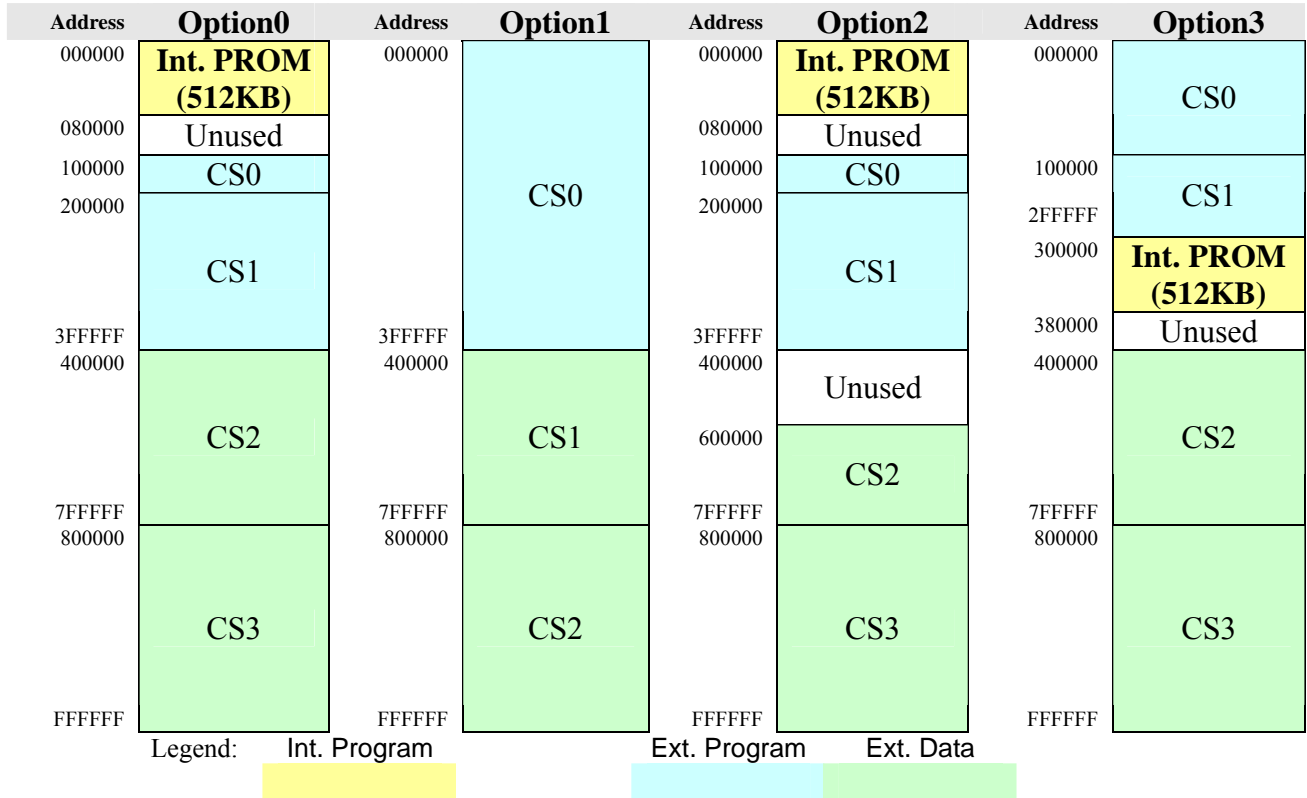 Address Option0 Address Option1 Address Option2 Address Option3
000000 Int. PROM 000000 000000 Int. PROM 000000
(512KB) (512KB) CS0
080000 Unused 080000 Unused
100000 CS0 100000 CS0 100000
CS0 CS1
200000 200000 2FFFFF
300000 Int. PROM
CS1 CS1
(512KB)
3FFFFF 3FFFFF 3FFFFF 380000 Unused
400000 400000 400000 400000
Unused
CS2 CS1 600000 CS2
CS2
7FFFFF 7FFFFF 7FFFFF 7FFFFF
800000 800000 800000 800000
CS3 CS2 CS3 CS3
FFFFFF FFFFFF FFFFFF FFFFFF
Legend: Int. Program Ext. Program Ext. Data